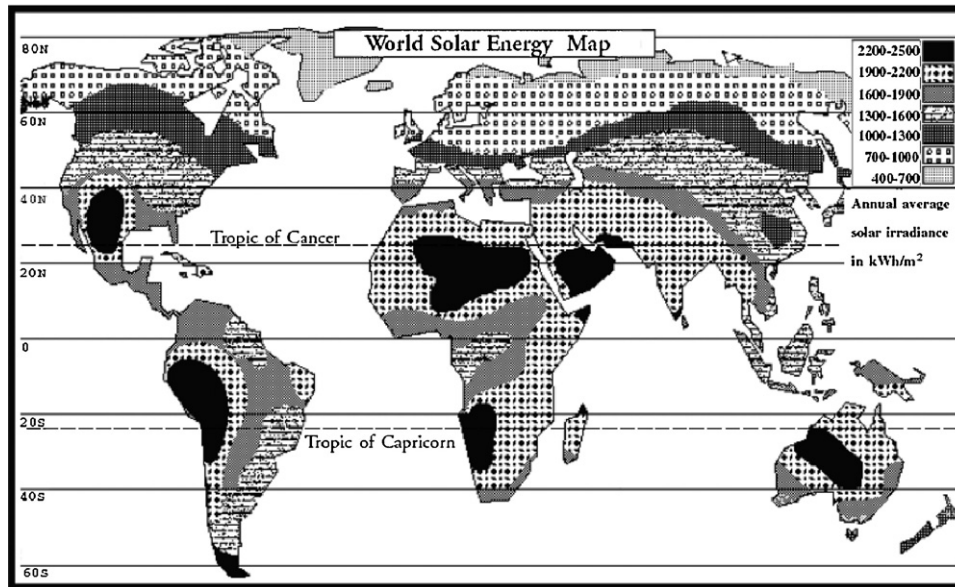 World Solar Energy Map
80N
60N
40N
20N
0
20S
40S
60S
Tropic of Cancer
Tropic of Capricorn
2200-2500
1900-2200
1600-1900
1300-1600
1000-1300
700-1000
400-700
Annual average
solar irradiance
in kWh/m²